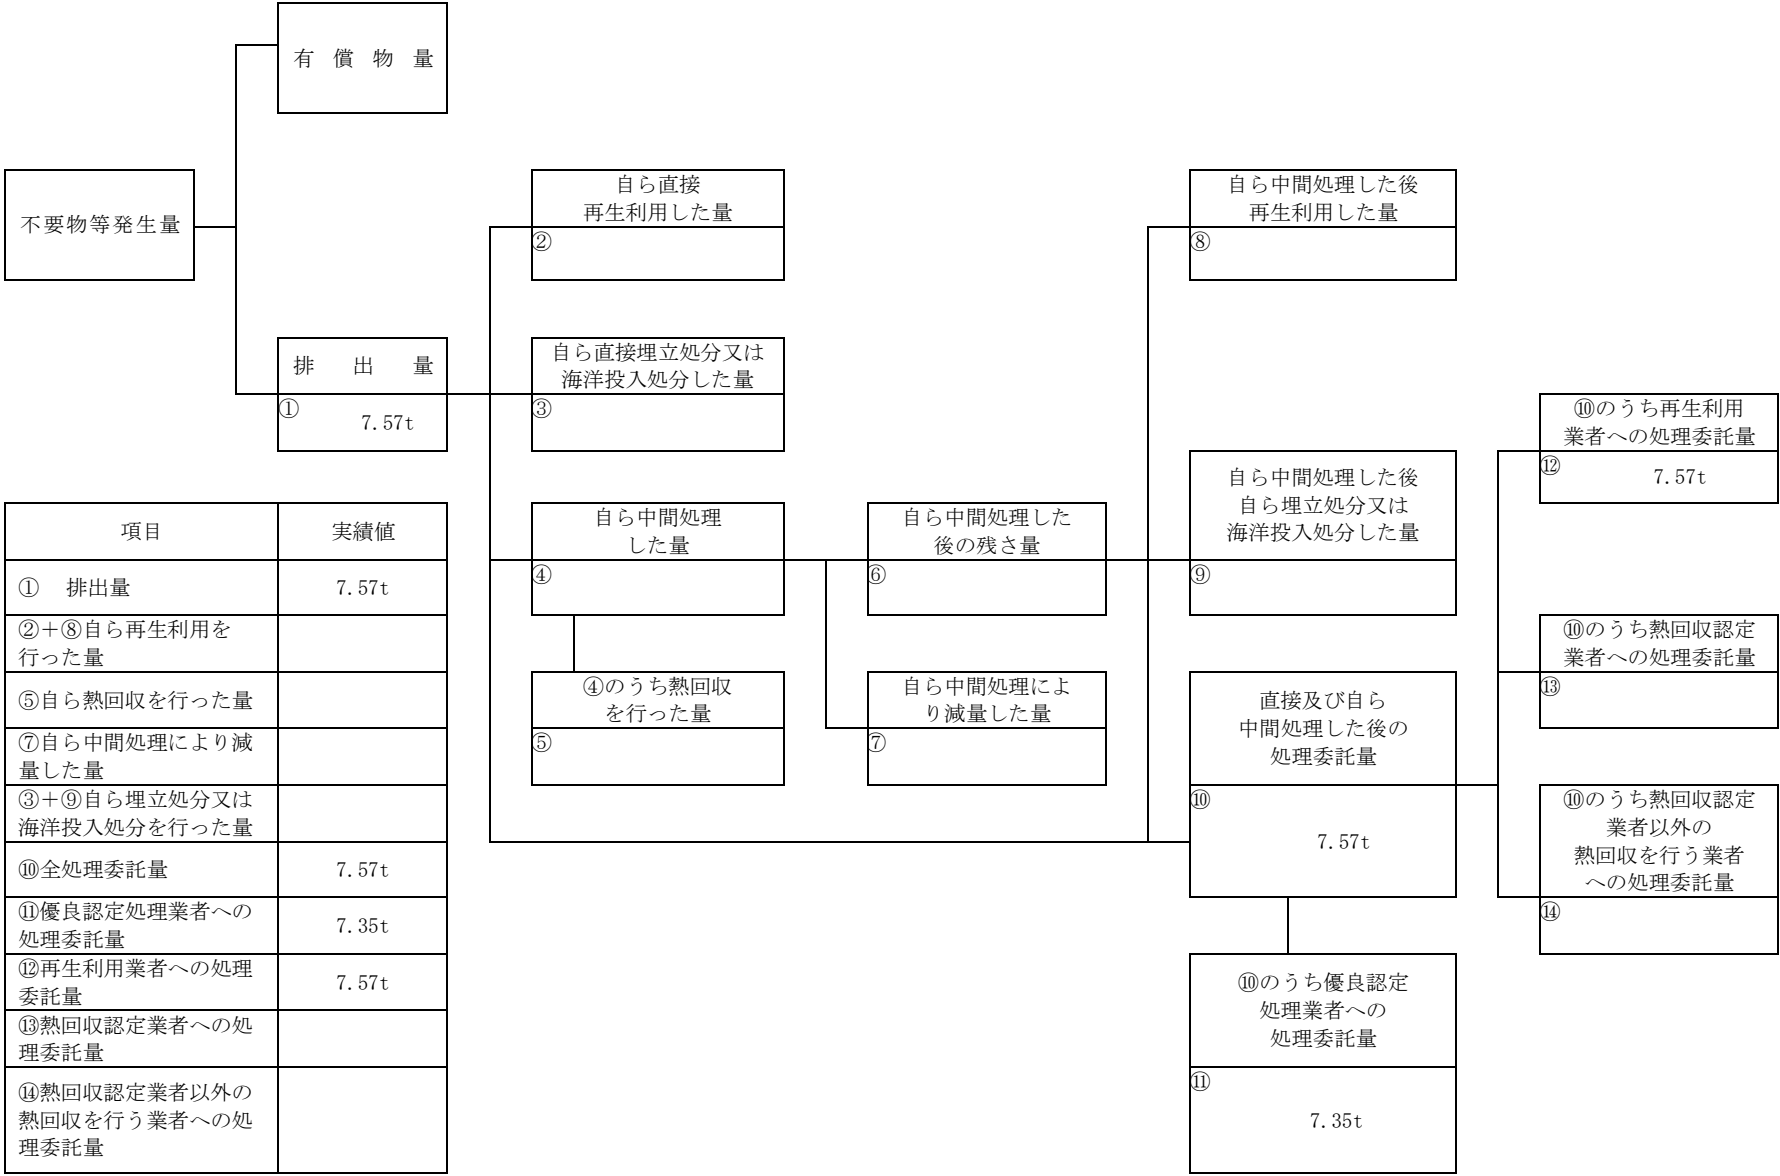 有償物量
不要物等発生量
排出量
①
7.57t
自ら直接
再生利用した量
②
自ら直接埋立処分又は
海洋投入処分した量
③
自ら中間処理
した量
④
④のうち熱回収
を行った量
⑤
自ら中間処理した
後の残さ量
⑥
自ら中間処理によ
り減量した量
⑦
自ら中間処理した後
再生利用した量
⑧
自ら中間処理した後
自ら埋立処分又は
海洋投入処分した量
⑨
直接及び自ら
中間処理した後の
処理委託量
⑩
7.57t
⑩のうち優良認定
処理業者への
処理委託量
⑪
7.35t
⑩のうち再生利用
業者への処理委託量
⑫
7.57t
⑩のうち熱回収認定
業者への処理委託量
⑬
⑩のうち熱回収認定
業者以外の
熱回収を行う業者
への処理委託量
⑭
項目 実績値
① 排出量 7.57t
②＋⑧自ら再生利用を
行った量
⑤自ら熱回収を行った量
⑦自ら中間処理により減
量した量
③＋⑨自ら埋立処分又は
海洋投入処分を行った量
⑩全処理委託量 7.57t
⑪優良認定処理業者への
処理委託量
7.35t
⑫再生利用業者への処理
委託量
7.57t
⑬熱回収認定業者への処
理委託量
⑭熱回収認定業者以外の
熱回収を行う業者への処
理委託量